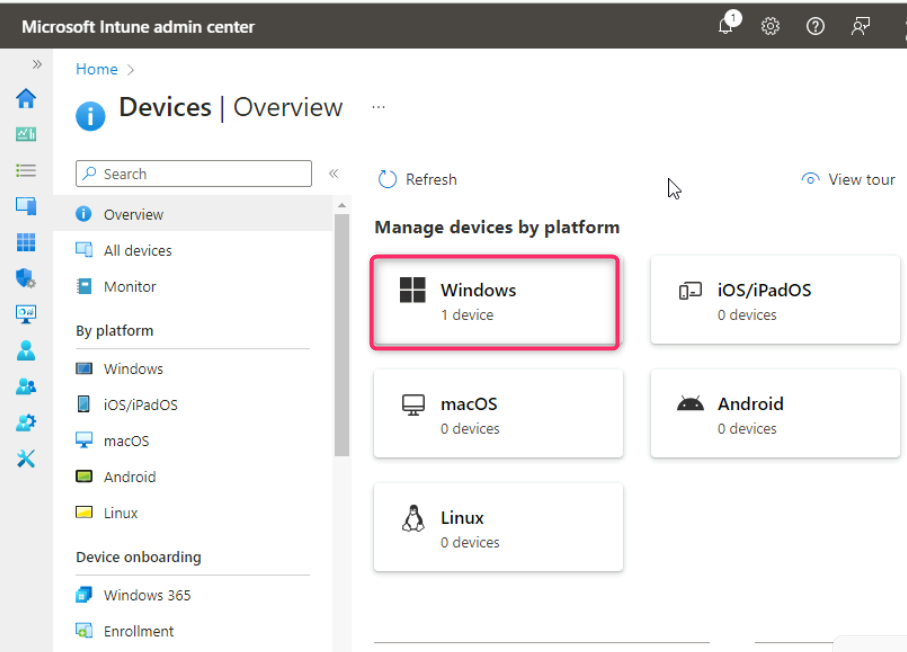 Microsoft Intune admin center
1
Home
Devices | Overview
Search
Refresh
View tour
Overview
All devices
Monitor
By platform
Windows
iOS/iPadOS
macOS
Android
Linux
Device onboarding
Windows 365
Enrollment
Manage devices by platform
Windows
1 device
iOS/iPadOS
0 devices
macOS
0 devices
Android
0 devices
Linux
0 devices